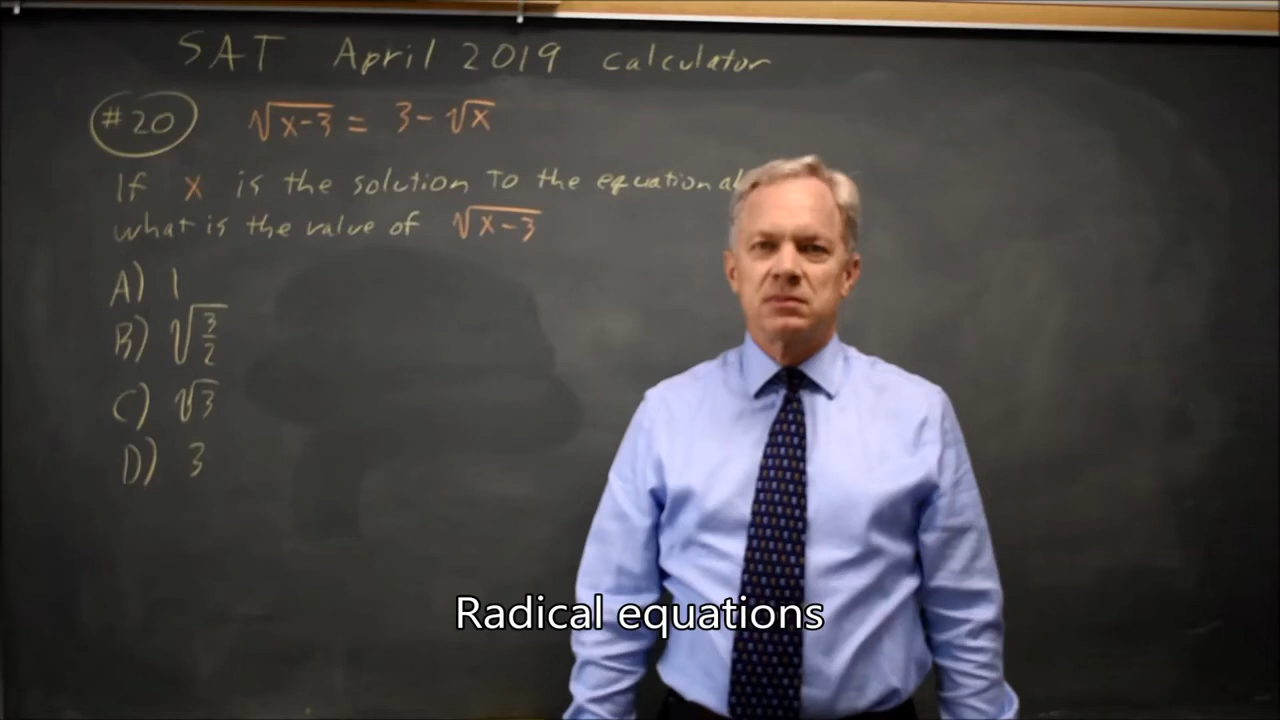 SAT April 2019 calculator
#20 √x-3 = 3-√x
If x is the solution to the equation
what is the value of √x-3
A) 1
B) √3/2
C) √3
D) 3
Radical equations